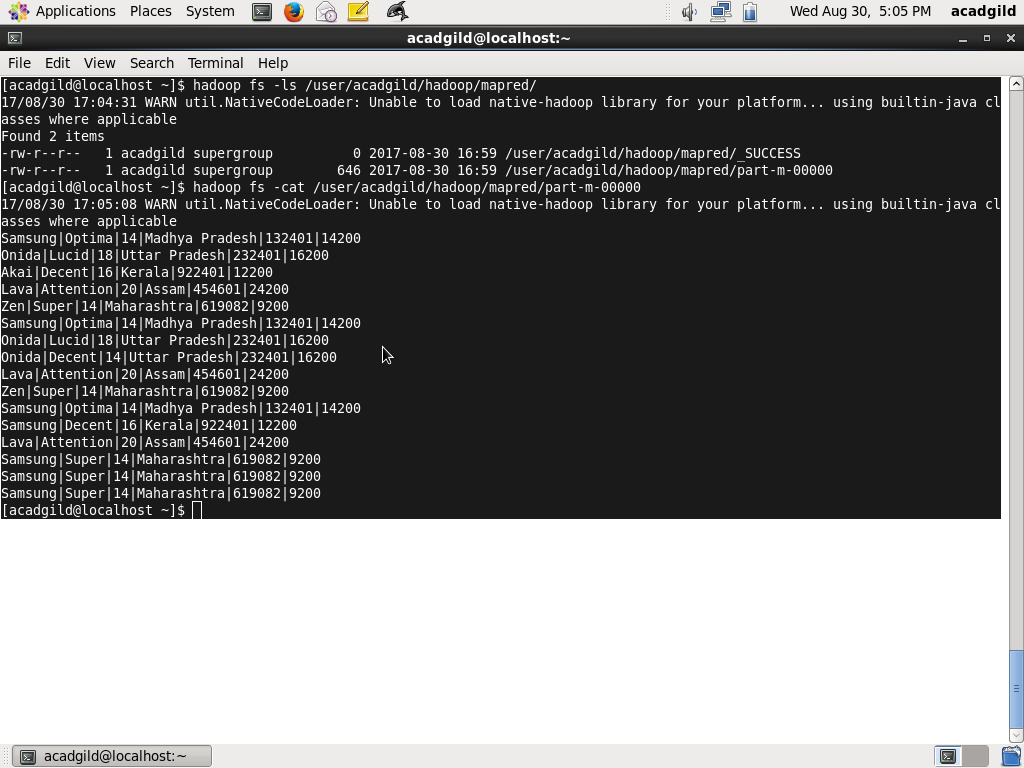 Applications Places System Wed Aug 30, 5:05 PM acadgild
acadgild@localhost:~
File Edit View Search Terminal Help
[acadgild@localhost ~]$ hadoop fs -ls /user/acadgild/hadoop/mapred/
17/08/30 17:04:31 WARN util.NativeCodeLoader: Unable to load native-hadoop library for your platform... using builtin-java cl
asses where applicable
Found 2 items
-rw-r--r--   1 acadgild supergroup          0 2017-08-30 16:59 /user/acadgild/hadoop/mapred/_SUCCESS
-rw-r--r--   1 acadgild supergroup        646 2017-08-30 16:59 /user/acadgild/hadoop/mapred/part-m-00000
[acadgild@localhost ~]$ hadoop fs -cat /user/acadgild/hadoop/mapred/part-m-00000
17/08/30 17:05:08 WARN util.NativeCodeLoader: Unable to load native-hadoop library for your platform... using builtin-java cl
asses where applicable
Samsung|Optima|14|Madhya Pradesh|132401|14200
Onida|Lucid|18|Uttar Pradesh|232401|16200
Akai|Decent|16|Kerala|922401|12200
Lava|Attention|20|Assam|454601|24200
Zen|Super|14|Maharashtra|619082|9200
Samsung|Optima|14|Madhya Pradesh|132401|14200
Onida|Lucid|18|Uttar Pradesh|232401|16200
Onida|Decent|14|Uttar Pradesh|232401|16200
Lava|Attention|20|Assam|454601|24200
Zen|Super|14|Maharashtra|619082|9200
Samsung|Optima|14|Madhya Pradesh|132401|14200
Samsung|Decent|16|Kerala|922401|12200
Lava|Attention|20|Assam|454601|24200
Samsung|Super|14|Maharashtra|619082|9200
Samsung|Super|14|Maharashtra|619082|9200
Samsung|Super|14|Maharashtra|619082|9200
[acadgild@localhost ~]$
acadgild@localhost:~